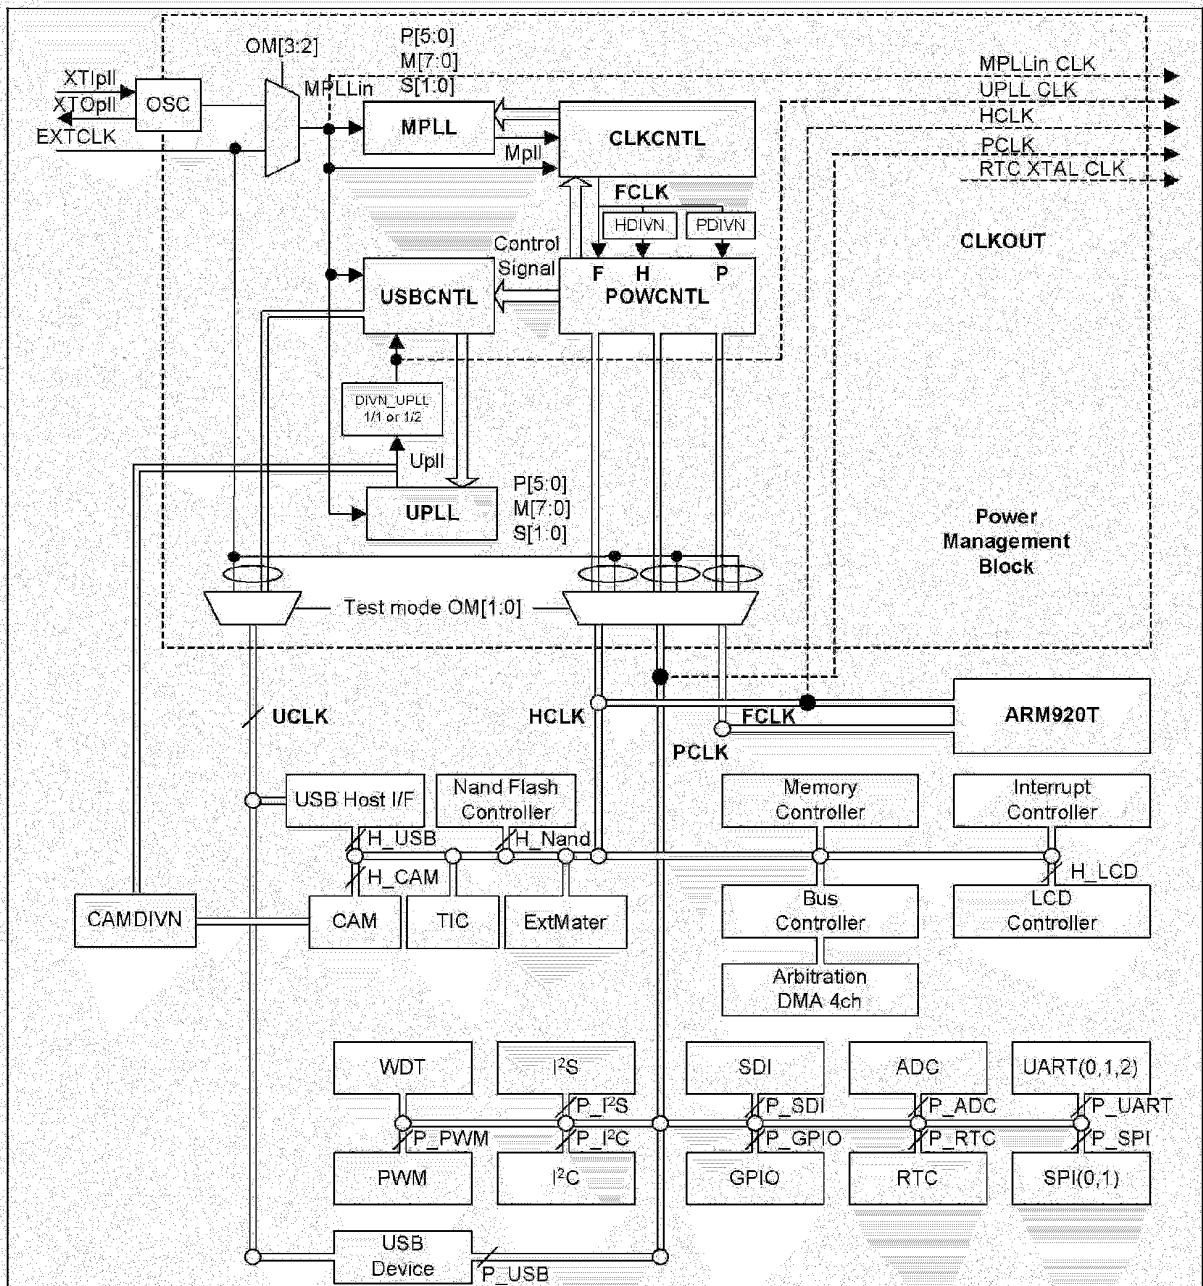 OM[3:2]
P[5:0]
M[7:0]
S[1:0]
XTIpll
XTOpll
EXTCLK
OSC
MPLLin
MPLL
Mpll
CLKCNTL
MPLLin CLK
UPLL CLK
HCLK
PCLK
RTC XTAL CLK
CLKOUT
FCLK
HDIVN
PDIVN
Control
Signal
F H P
POWCNTL
USBCNTL
DIVN_UPLL
1/1 or 1/2
Upll
UPLL
P[5:0]
M[7:0]
S[1:0]
Power
Management
Block
Test mode OM[1:0]
UCLK
HCLK
FCLK
PCLK
ARM920T
USB Host I/F
Nand Flash
Controller
Memory
Controller
Interrupt
Controller
H_USB
H_Nand
H_CAM
H_LCD
CAMDIVN
CAM
TIC
ExtMater
Bus
Controller
LCD
Controller
Arbitration
DMA 4ch
WDT
I²S
SDI
ADC
UART(0,1,2)
P_I²S
P_SDI
P_ADC
P_UART
P_PWM
P_I²C
P_GPIO
P_RTC
P_SPI
PWM
I²C
GPIO
RTC
SPI(0,1)
USB
Device
P_USB